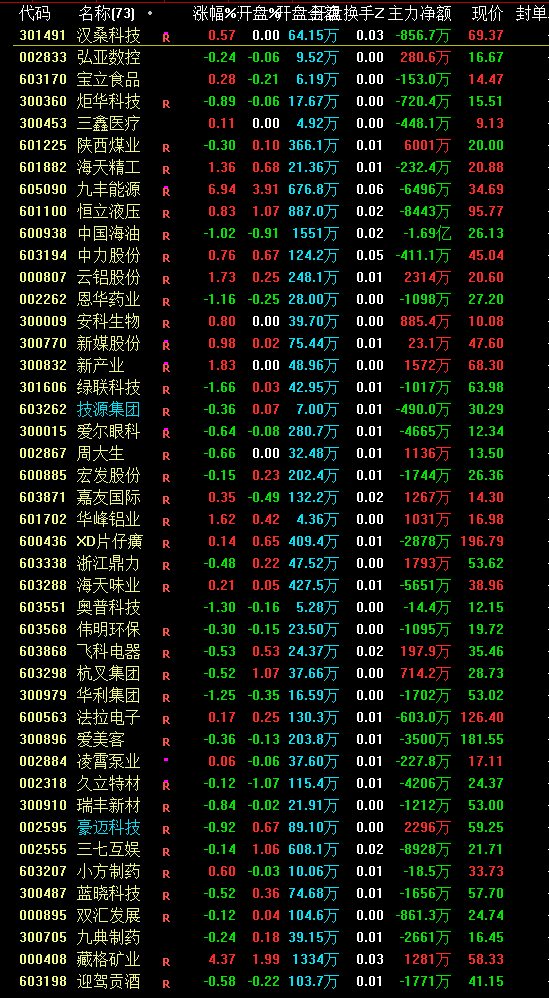 代码 名称(73) • 涨幅% 开盘% 开盘金额 开盘换手Z 主力净额 现价 封单
301491 汉桑科技 R 0.57 0.00 64.15万 0.03 -856.7万 69.37
002833 弘亚数控 -0.24 -0.06 9.52万 0.00 280.6万 16.67
603170 宝立食品 0.28 -0.21 6.19万 0.00 -153.0万 14.47
300360 炬华科技 R -0.89 -0.06 17.67万 0.00 -720.4万 15.51
300453 三鑫医疗 0.11 0.00 4.92万 0.00 -448.1万 9.13
601225 陕西煤业 R -0.30 0.10 366.1万 0.01 6001万 20.00
601882 海天精工 R 1.36 0.68 21.36万 0.01 -232.4万 20.88
605090 九丰能源 R 6.94 3.91 676.8万 0.06 -6496万 34.69
601100 恒立液压 R 0.83 1.07 887.0万 0.02 -8443万 95.77
600938 中国海油 R -1.02 -0.91 1551万 0.02 -1.69亿 26.13
603194 中力股份 R 0.76 0.67 124.2万 0.05 -411.1万 45.04
000807 云铝股份 R 1.73 0.25 248.1万 0.01 2314万 20.60
002262 恩华药业 R -1.16 -0.25 28.00万 0.01 -1098万 27.20
300009 安科生物 R 0.80 0.00 39.70万 0.03 885.4万 10.08
300770 新媒股份 R 0.98 0.02 75.44万 0.01 23.1万 47.60
300832 新产业 R 1.83 0.00 48.96万 0.01 1572万 68.30
301606 绿联科技 R -1.66 0.03 42.95万 0.01 -1017万 63.98
603262 技源集团 R -0.36 0.07 7.00万 0.01 -490.0万 30.29
300015 爱尔眼科 R -0.64 -0.08 280.7万 0.01 -4665万 12.34
002867 周大生 R -0.66 0.00 32.48万 0.01 1136万 13.50
600885 宏发股份 R -0.15 0.23 202.4万 0.01 -1744万 26.36
603871 嘉友国际 R 0.35 -0.49 132.2万 0.02 1267万 14.30
601702 华峰铝业 R 1.62 0.42 4.36万 0.00 1031万 16.98
600436 XD片仔癀 R 0.14 0.65 409.4万 0.01 -2878万 196.79
603338 浙江鼎力 R -0.48 0.22 47.52万 0.00 1793万 53.62
603288 海天味业 R 0.21 0.05 427.5万 0.01 -5651万 38.96
603551 奥普科技 -1.30 -0.16 5.28万 0.00 -14.4万 12.15
603568 伟明环保 R -0.30 -0.15 23.50万 0.00 -1095万 19.72
603868 飞科电器 R -0.53 0.53 24.37万 0.02 197.9万 35.46
603298 杭叉集团 R -0.52 1.07 37.66万 0.00 714.2万 28.73
300979 华利集团 R -1.25 -0.35 16.59万 0.00 -1702万 53.02
600563 法拉电子 R 0.17 0.25 130.3万 0.01 -603.0万 126.40
300896 爱美客 R -0.36 -0.13 203.8万 0.01 -3500万 181.55
002884 凌霄泵业 0.06 -0.06 37.60万 0.01 -227.8万 17.11
002318 久立特材 R -0.12 -1.07 115.4万 0.01 -4206万 24.37
300910 瑞丰新材 R -0.84 -0.02 21.91万 0.01 -1212万 53.00
002595 豪迈科技 R -0.92 0.67 89.10万 0.02 2296万 59.25
002555 三七互娱 R -0.14 1.06 608.1万 0.02 -8928万 21.71
603207 小方制药 R 0.60 -0.03 10.06万 0.01 -18.5万 33.73
300487 蓝晓科技 R -0.52 0.36 74.68万 0.01 -1656万 57.70
000895 双汇发展 R -0.12 0.04 104.6万 0.00 -861.3万 24.74
300705 九典制药 -0.24 0.18 39.15万 0.01 -2661万 16.45
000408 藏格矿业 R 4.37 1.99 1334万 0.03 1281万 58.33
603198 迎驾贡酒 R -0.58 -0.22 103.7万 0.01 -1771万 41.15